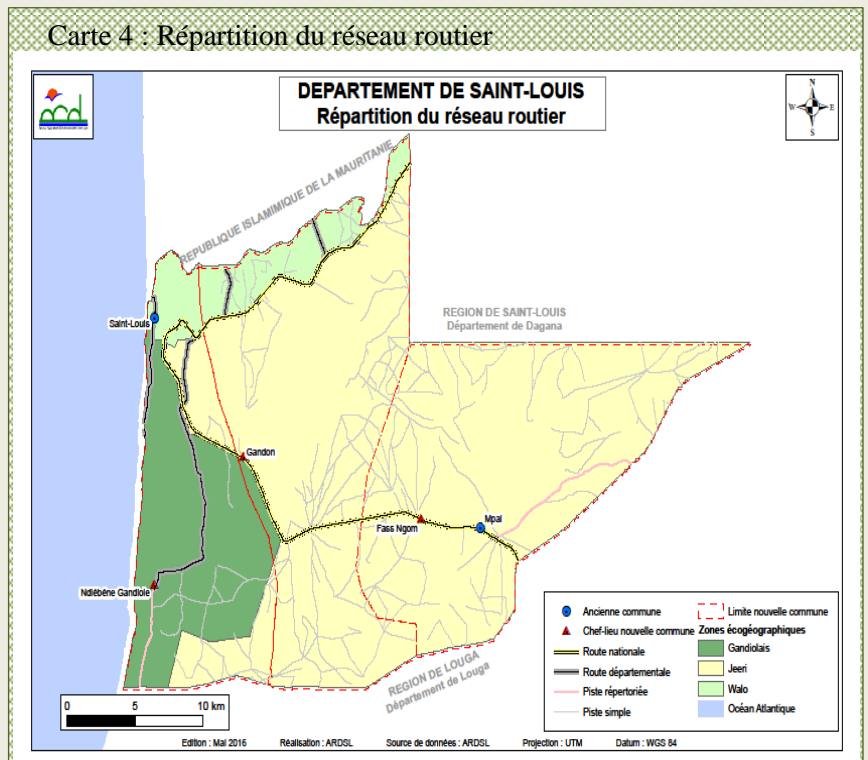 Carte 4 : Répartition du réseau routier
DEPARTEMENT DE SAINT-LOUIS
Répartition du réseau routier
N
W E
S
REPUBLIQUE ISLAMIMIQUE DE LA MAURITANIE
REGION DE SAINT-LOUIS
Département de Dagana
Saint-Louis
Gandon
Mpal
Fass Ngom
Ndiébène Gandiole
REGION DE LOUGA
Département de Louga
Ancienne commune
Chef-lieu nouvelle commune
Route nationale
Route départementale
Piste répertoriée
Piste simple
Limite nouvelle commune
Zones écogéographiques
Gandiolais
Jeeri
Walo
Océan Atlantique
0 5 10 km
Edition : Mai 2016 Réalisation : ARDSL Source de données : ARDSL Projection : UTM Datum : WGS 84